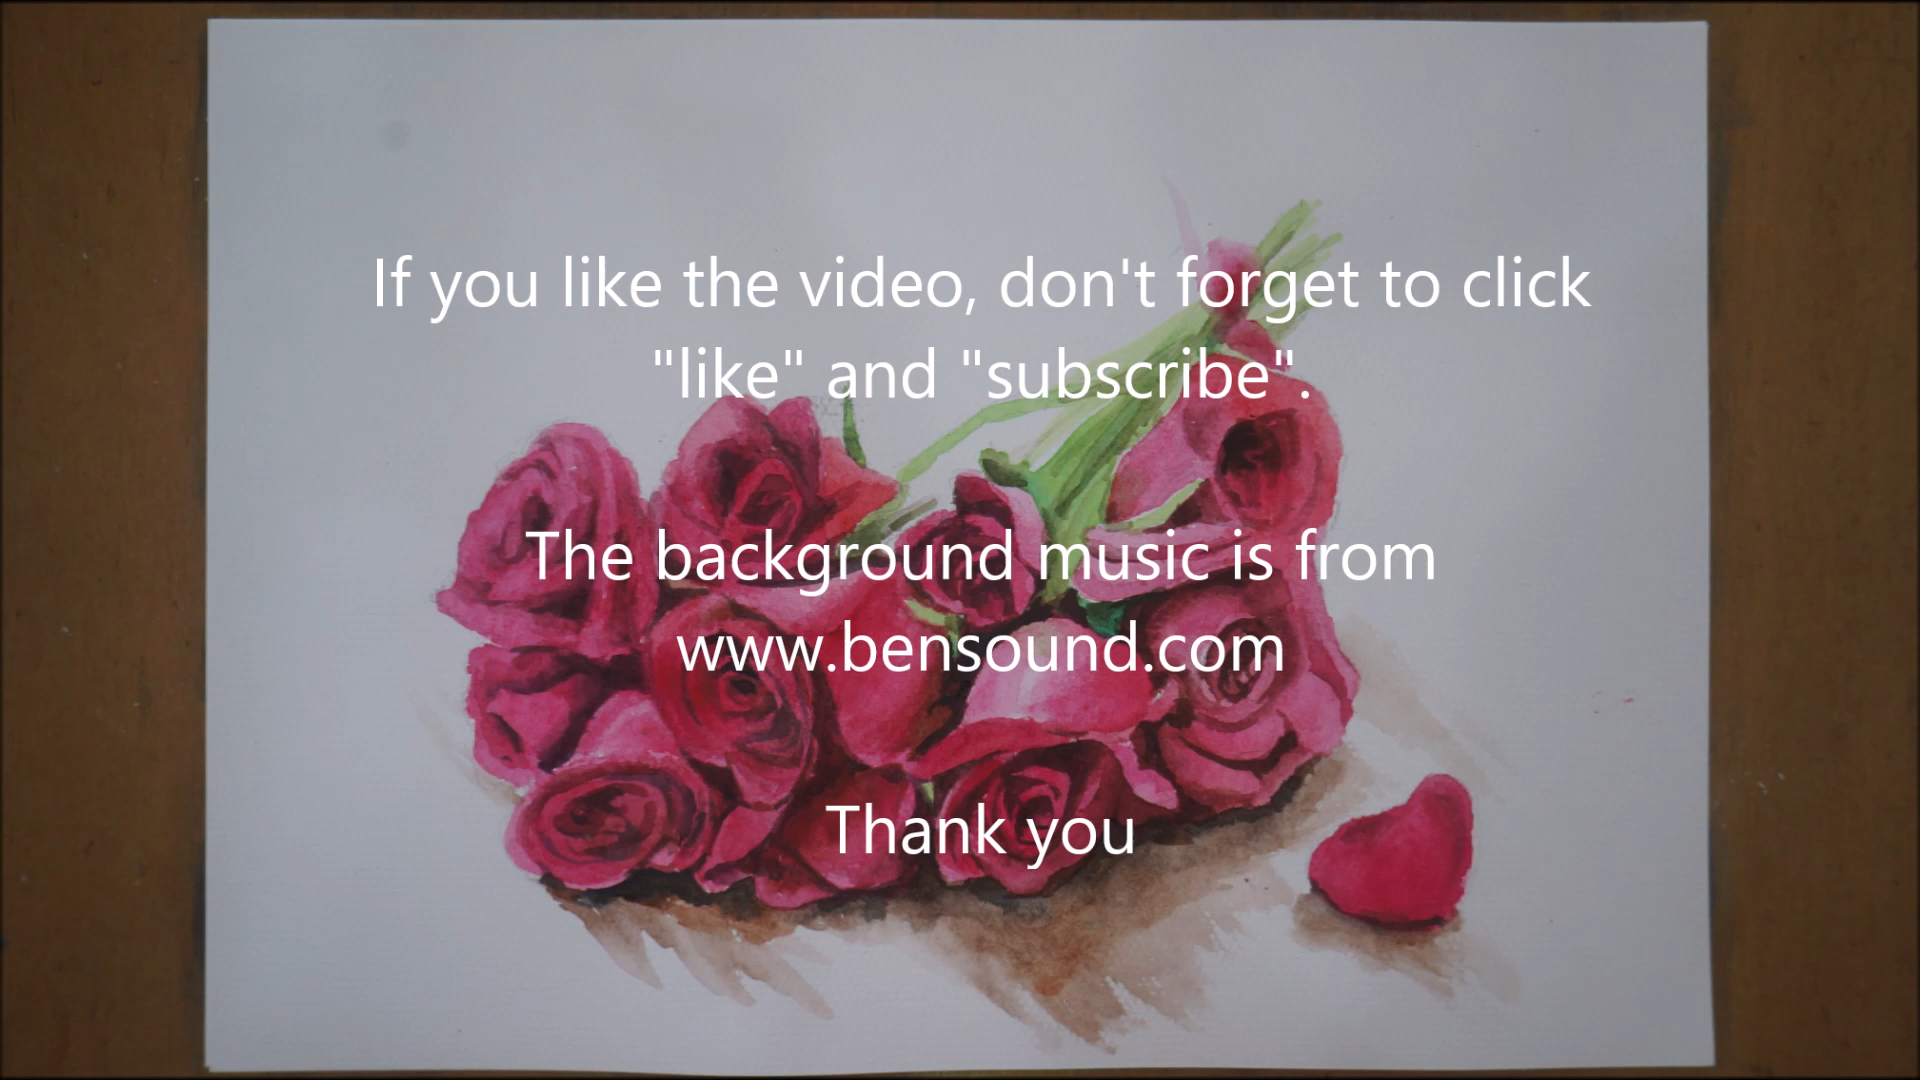 If you like the video, don't forget to click
"like" and "subscribe".
The background music is from
www.bensound.com
Thank you